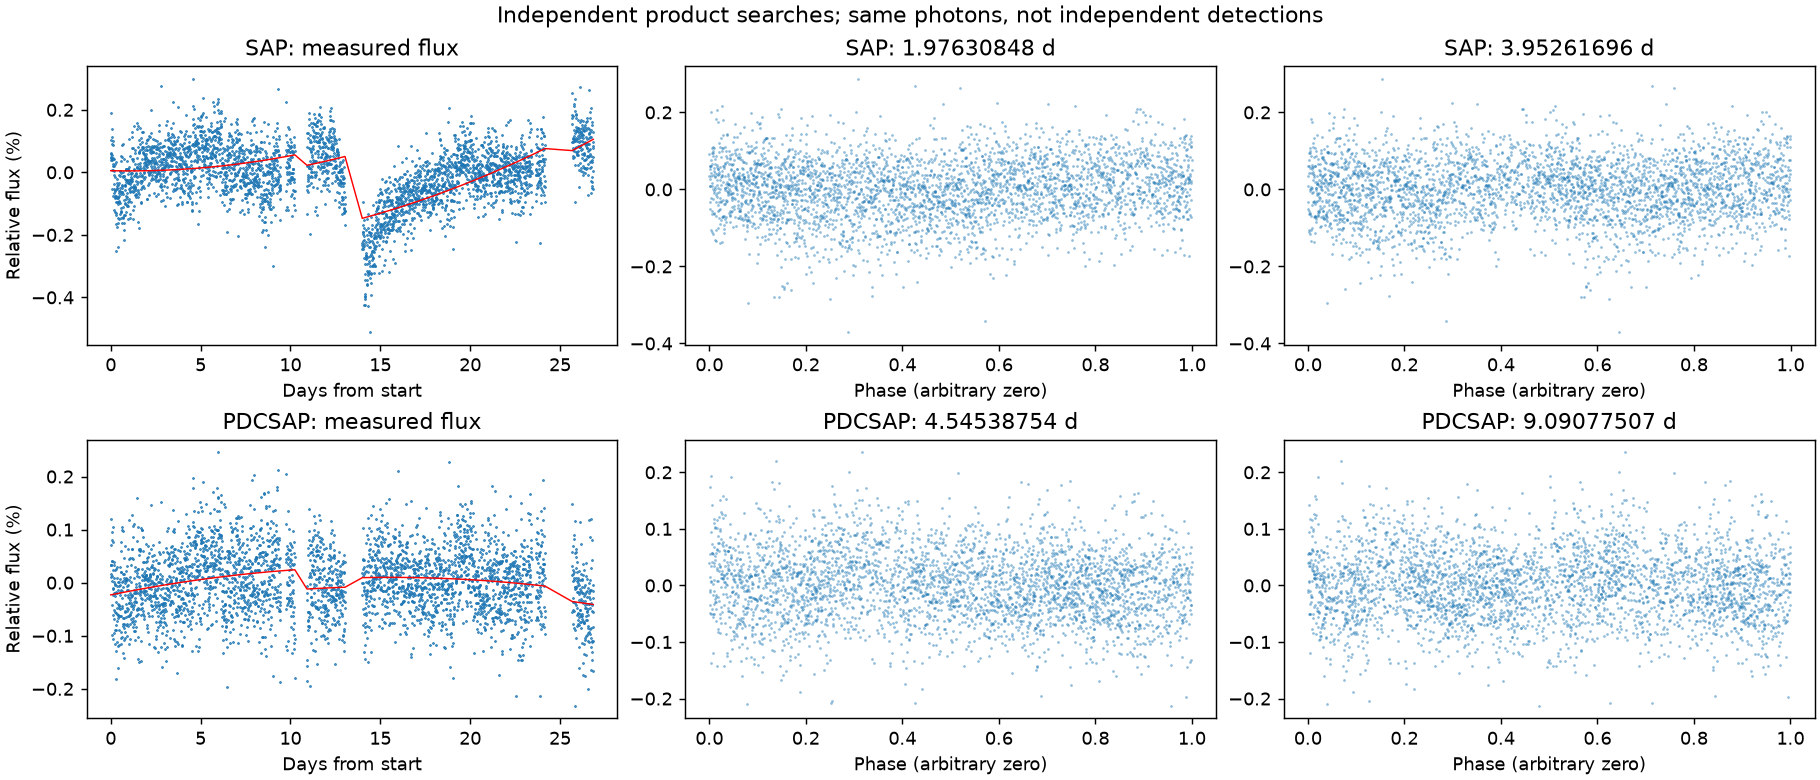 Independent product searches; same photons, not independent detections
SAP: measured flux
SAP: 1.97630848 d
SAP: 3.95261696 d
Relative flux (%)
0.2
0.0
−0.2
−0.4
0 5 10 15 20 25
Days from start
0.2
0.0
−0.2
−0.4
0.0 0.2 0.4 0.6 0.8 1.0
Phase (arbitrary zero)
0.2
0.0
−0.2
−0.4
0.0 0.2 0.4 0.6 0.8 1.0
Phase (arbitrary zero)
PDCSAP: measured flux
PDCSAP: 4.54538754 d
PDCSAP: 9.09077507 d
Relative flux (%)
0.2
0.1
0.0
−0.1
−0.2
0 5 10 15 20 25
Days from start
0.2
0.1
0.0
−0.1
−0.2
0.0 0.2 0.4 0.6 0.8 1.0
Phase (arbitrary zero)
0.2
0.1
0.0
−0.1
−0.2
0.0 0.2 0.4 0.6 0.8 1.0
Phase (arbitrary zero)